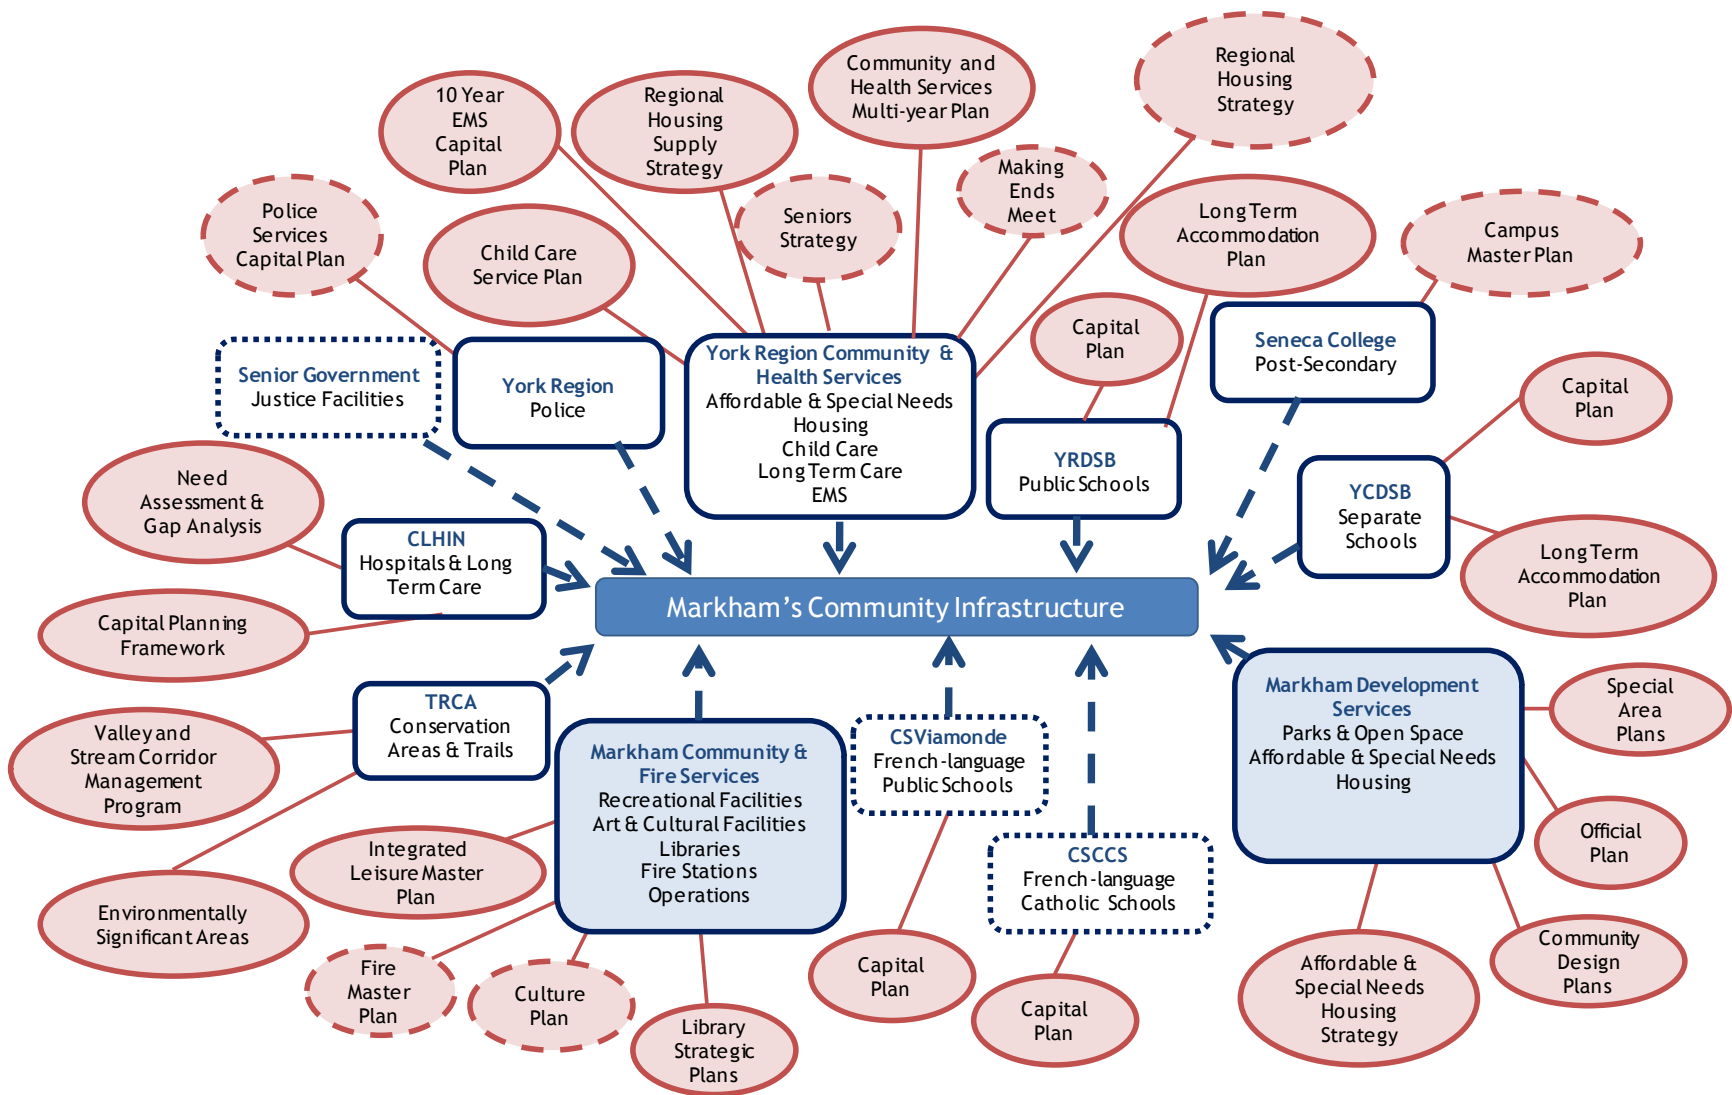 Community and
Health Services
Multi-year Plan
Regional
Housing
Strategy
10 Year
EMS
Capital
Plan
Regional
Housing
Supply
Strategy
Making
Ends
Meet
Police
Services
Capital Plan
Child Care
Service Plan
Seniors
Strategy
Long Term
Accommodation
Plan
Campus
Master Plan
Capital
Plan
Senior Government
Justice Facilities
York Region
Police
York Region Community &
Health Services
Affordable & Special Needs
Housing
Child Care
Long Term Care
EMS
YRDSB
Public Schools
Seneca College
Post-Secondary
Capital
Plan
Need
Assessment &
Gap Analysis
CLHIN
Hospitals & Long
Term Care
YCDSB
Separate
Schools
Long Term
Accommodation
Plan
Capital Planning
Framework
Markham's Community Infrastructure
TRCA
Conservation
Areas & Trails
Valley and
Stream Corridor
Management
Program
Markham Community &
Fire Services
Recreational Facilities
Art & Cultural Facilities
Libraries
Fire Stations
Operations
CSViamonde
French-language
Public Schools
CSCCS
French-language
Catholic Schools
Markham Development
Services
Parks & Open Space
Affordable & Special Needs
Housing
Special
Area
Plans
Official
Plan
Integrated
Leisure Master
Plan
Environmentally
Significant Areas
Fire
Master
Plan
Culture
Plan
Library
Strategic
Plans
Capital
Plan
Capital
Plan
Affordable &
Special Needs
Housing
Strategy
Community
Design
Plans